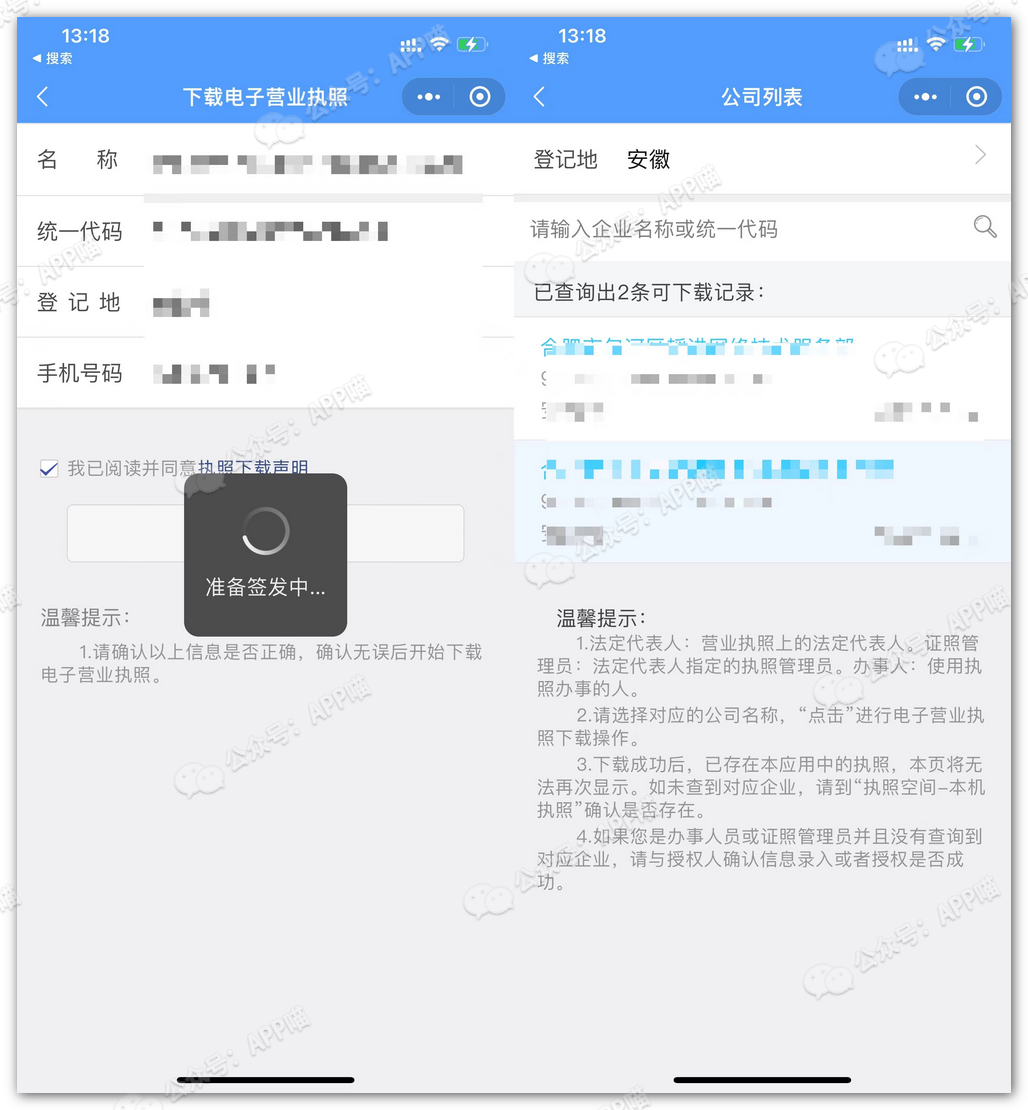 13:18
搜索
下载电子营业执照
名 称
统一代码
登 记 地
手机号码
我已阅读并同意执照下载声明
准备签发中...
温馨提示：
1.请确认以上信息是否正确，确认无误后开始下载
电子营业执照。
13:18
搜索
公司列表
登记地 安徽
请输入企业名称或统一代码
已查询出2条可下载记录：
温馨提示：
1.法定代表人：营业执照上的法定代表人。证照管
理员：法定代表人指定的执照管理员。办事人：使用执
照办事的人。
2.请选择对应的公司名称，“点击”进行电子营业执
照下载操作。
3.下载成功后，已存在本应用中的执照，本页将无
法再次显示。如未查到对应企业，请到“执照空间-本机
执照”确认是否存在。
4.如果您是办事人员或证照管理员并且没有查询到
对应企业，请与授权人确认信息录入或者授权是否成
功。
公众号：APP喵